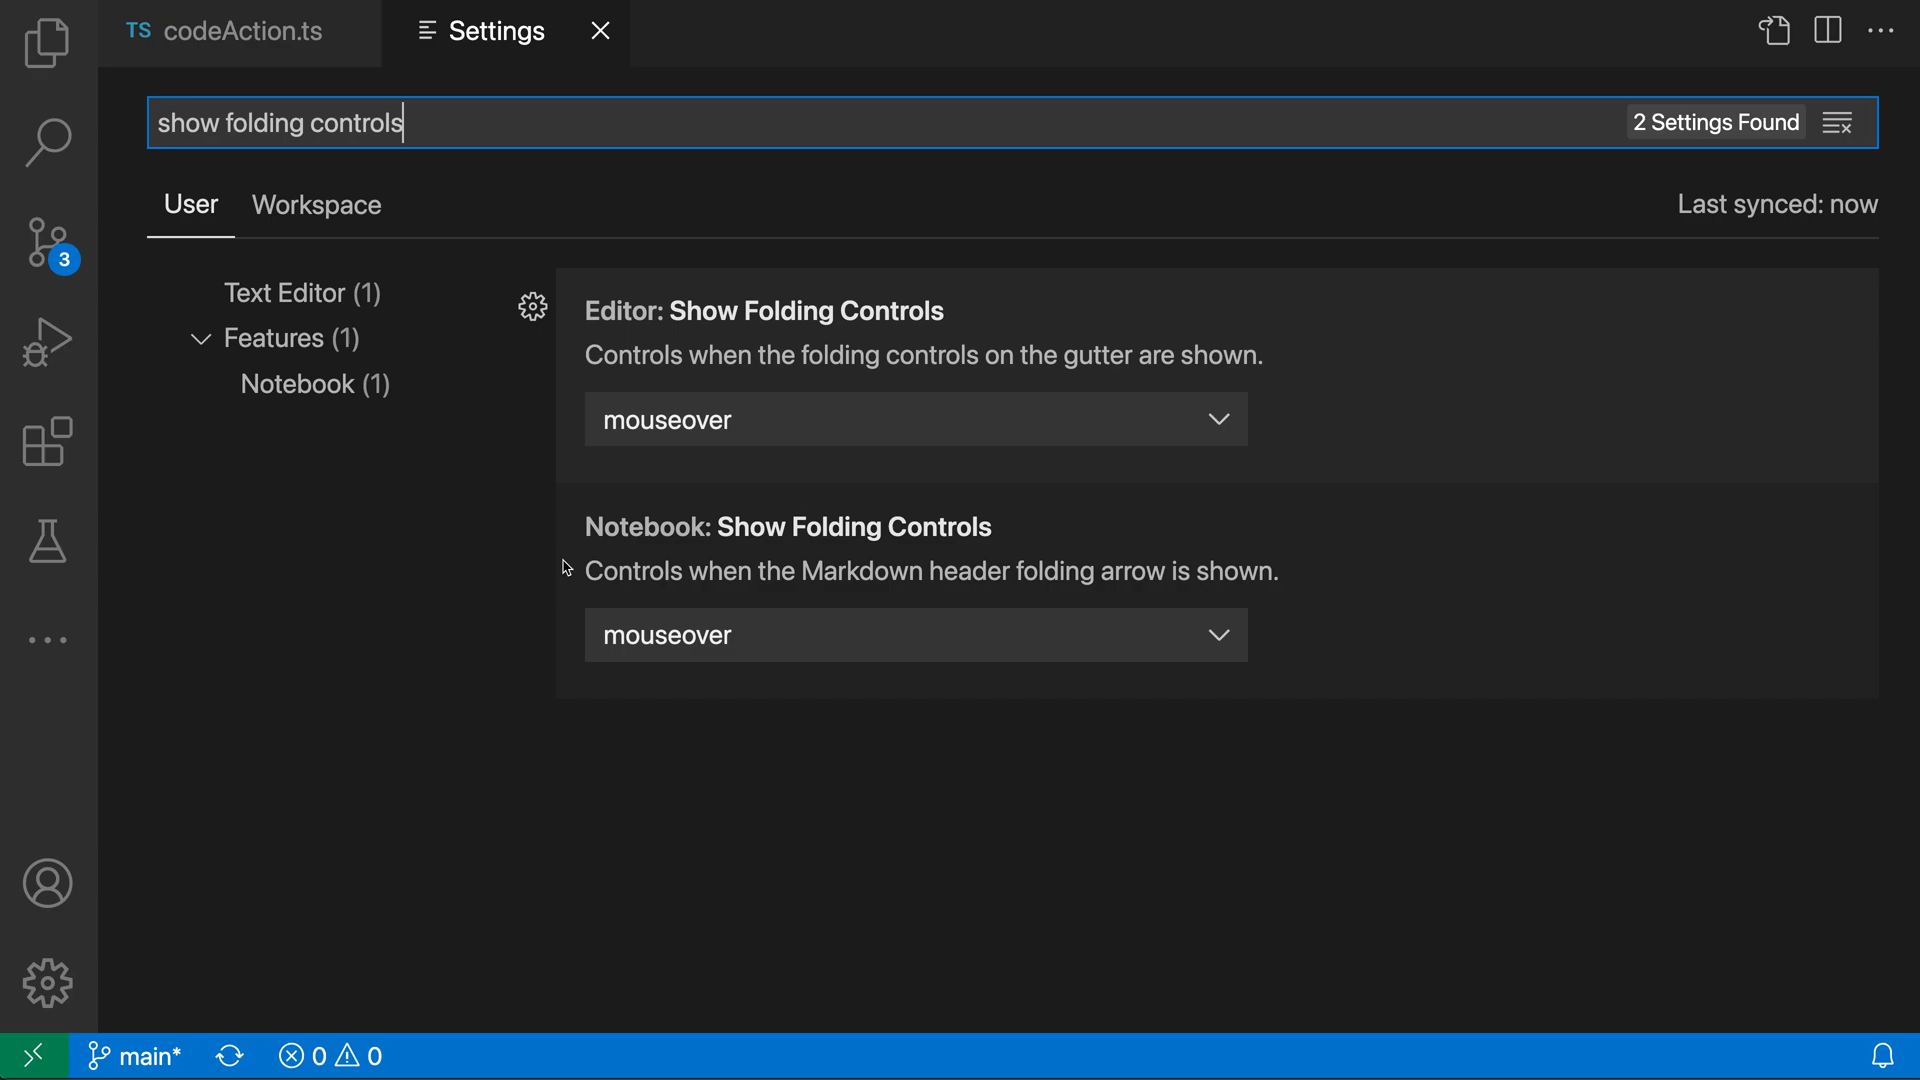 TS codeAction.ts
Settings
show folding controls
2 Settings Found
User
Workspace
Last synced: now
Text Editor (1)
Features (1)
Notebook (1)
Editor: Show Folding Controls
Controls when the folding controls on the gutter are shown.
mouseover
Notebook: Show Folding Controls
Controls when the Markdown header folding arrow is shown.
mouseover
3
main*
0
0